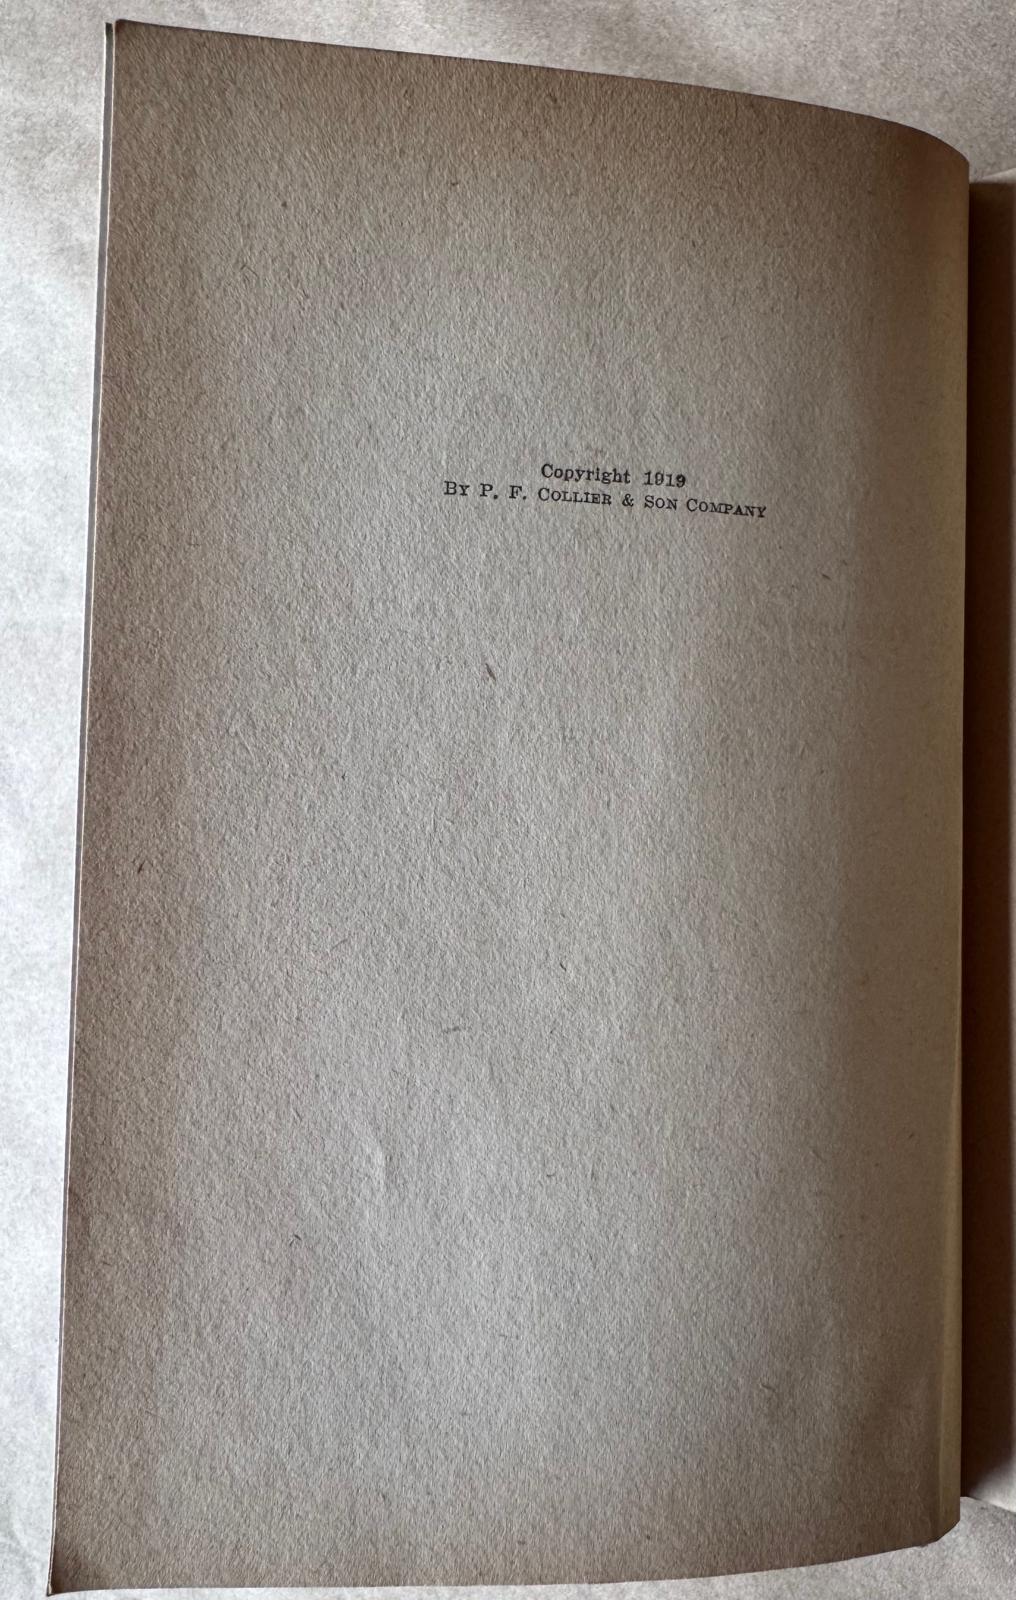 Copyright 1919
By P. F. Collier & Son Company